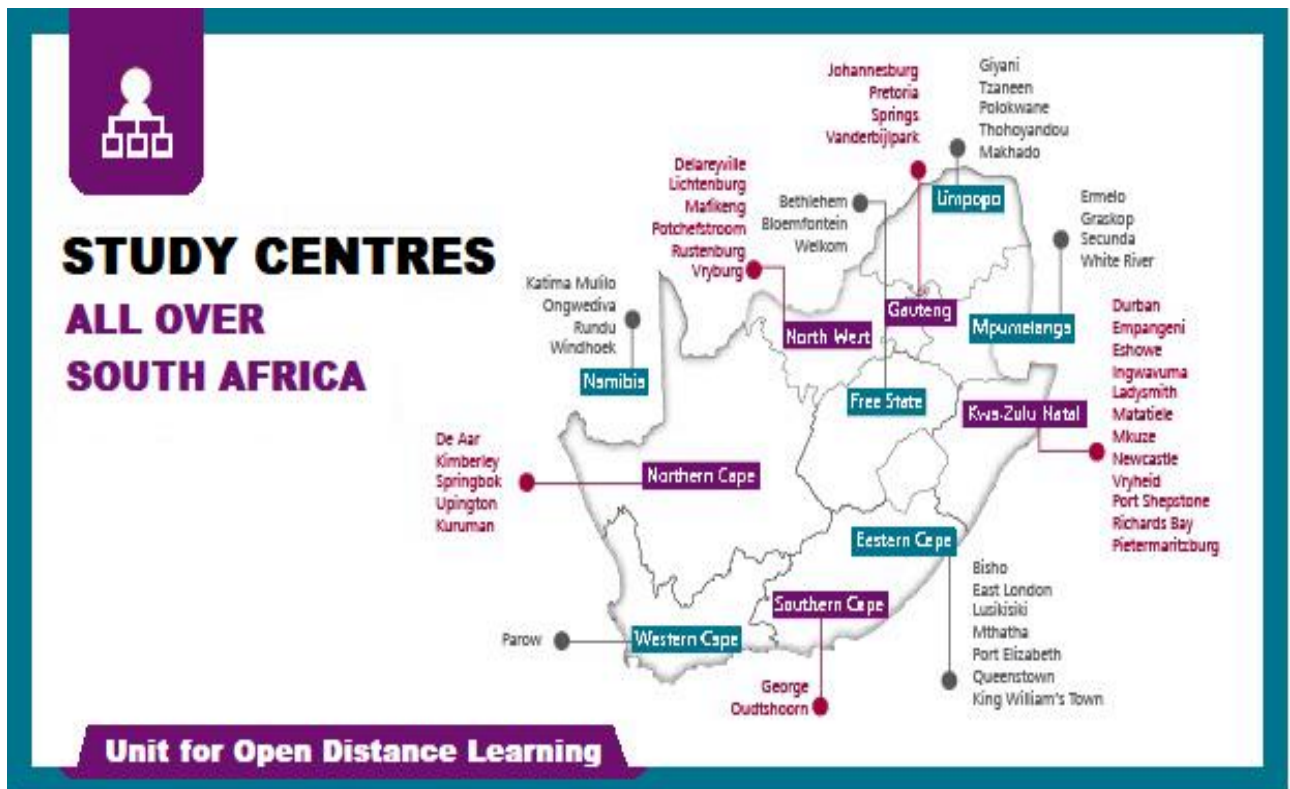 STUDY CENTRES
ALL OVER
SOUTH AFRICA
Johannesburg
Pretoria
Springs
Vanderbijlpark
Giyani
Tzaneen
Polokwane
Thohoyandou
Makhado
Delareyville
Lichtenburg
Mafikeng
Potchefstroom
Rustenburg
Vryburg
Bethlehem
Bloemfontein
Welkom
Limpopo
Ermelo
Graskop
Secunda
White River
Katima Mulilo
Ongwediva
Rundu
Windhoek
Namibia
North West
Gauteng
Mpumelanga
Free State
Kwa-Zulu Natal
Durban
Empangeni
Eshowe
Ingwavuma
Ladysmith
Matatiele
Mkuze
Newcastle
Vryheid
Port Shepstone
Richards Bay
Pietermaritzburg
De Aar
Kimberley
Springbok
Upington
Kuruman
Northern Cape
Eastern Cape
Bisho
East London
Lusikisiki
Mthatha
Port Elizabeth
Queenstown
King William's Town
Southern Cape
Parow
Western Cape
George
Oudtshoorn
Unit for Open Distance Learning